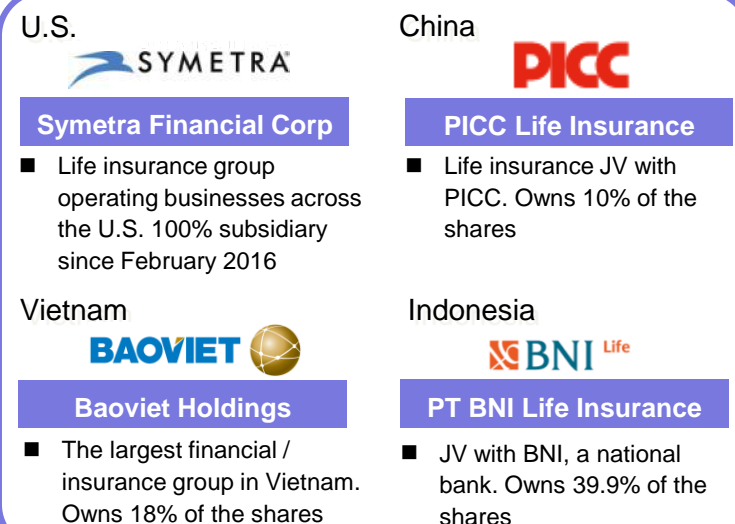 U.S.
SYMETRA
Symetra Financial Corp
■ Life insurance group
operating businesses across
the U.S. 100% subsidiary
since February 2016
China
PICC
PICC Life Insurance
■ Life insurance JV with
PICC. Owns 10% of the
shares
Vietnam
BAOVIET
Baoviet Holdings
■ The largest financial /
insurance group in Vietnam.
Owns 18% of the shares
Indonesia
BNI Life
PT BNI Life Insurance
■ JV with BNI, a national
bank. Owns 39.9% of the
shares